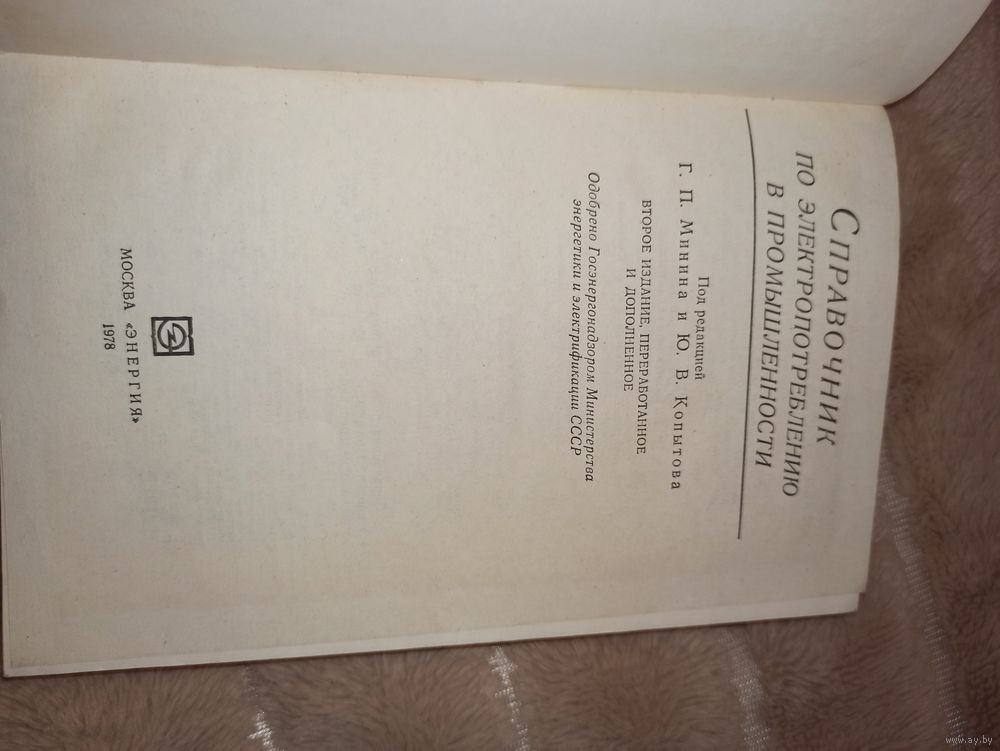 СПРАВОЧНИК
ПО ЭЛЕКТРОПОТРЕБЛЕНИЮ
В ПРОМЫШЛЕННОСТИ
Под редакцией
Г. П. Минина и Ю. В. Копытова
ВТОРОЕ ИЗДАНИЕ, ПЕРЕРАБОТАННОЕ
И ДОПОЛНЕННОЕ
Одобрено Госэнергонадзором Министерства
энергетики и электрификации СССР
МОСКВА «ЭНЕРГИЯ»
1978
www.ay.by